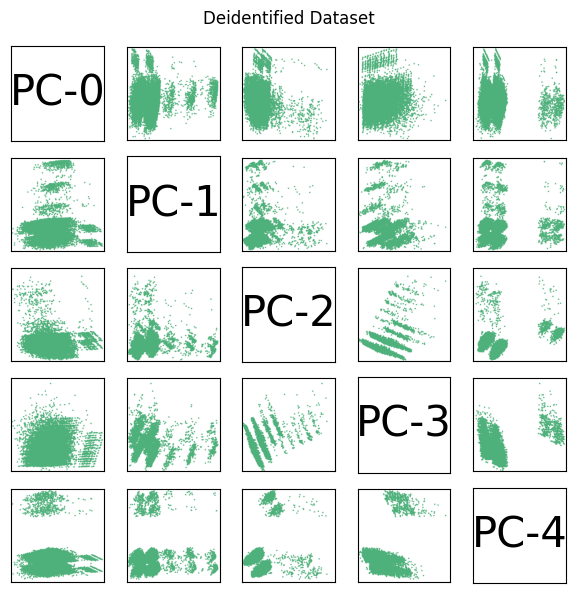 Deidentified Dataset
PC-0
PC-1
PC-2
PC-3
PC-4